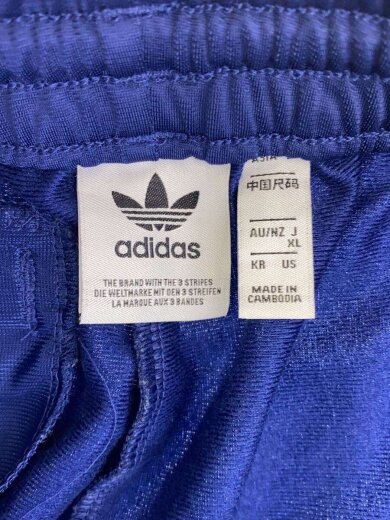 adidas
THE BRAND WITH THE 3 STRIPES
DIE WELTMARKE MIT DEN 3 STREIFEN
LA MARQUE AUX 3 BANDES
ASIA
中国尺码
AU/NZ J
XL
KR US
MADE IN
CAMBODIA